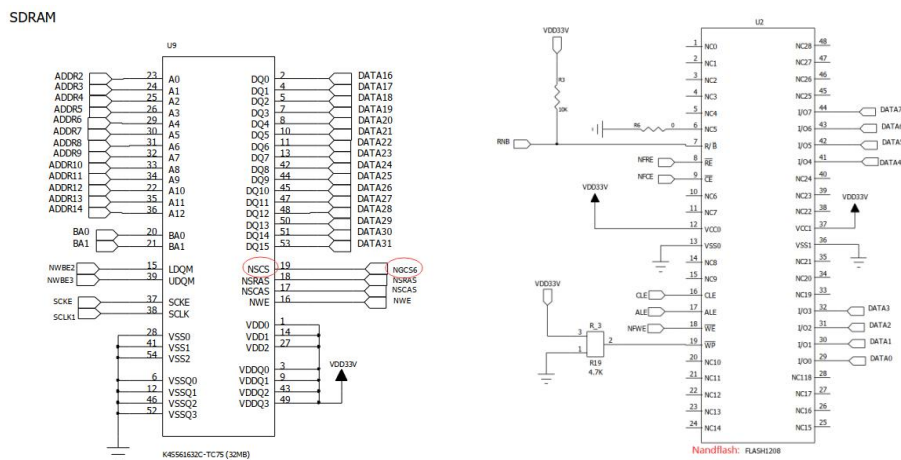 SDRAM
U9
ADDR2 23 A0 DQ0 2 DATA16
ADDR3 24 A1 DQ1 4 DATA17
ADDR4 25 A2 DQ2 5 DATA18
ADDR5 26 A3 DQ3 7 DATA19
ADDR6 29 A4 DQ4 8 DATA20
ADDR7 30 A5 DQ5 10 DATA21
ADDR8 31 A6 DQ6 11 DATA22
ADDR9 32 A7 DQ7 13 DATA23
ADDR10 33 A8 DQ8 42 DATA24
ADDR11 34 A9 DQ9 44 DATA25
ADDR12 22 A10 DQ10 45 DATA26
ADDR13 35 A11 DQ11 47 DATA27
ADDR14 36 A12 DQ12 48 DATA28
DQ13 50 DATA29
BA0 20 BA0 DQ14 51 DATA30
BA1 21 BA1 DQ15 53 DATA31
NWBE2 15 LDQM NSCS 19 NGCS6
NWBE3 39 UDQM NSRAS 18 NSRAS
NSCAS 17 NSCAS
SCKE 37 SCKE NWE 16 NWE
SCLK1 38 SCLK
28 VSS0 VDD0 1
41 VSS1 VDD1 14
54 VSS2 VDD2 27
VDD33V
6 VSSQ0 VDDQ0 3
12 VSSQ1 VDDQ1 9
46 VSSQ2 VDDQ2 43
52 VSSQ3 VDDQ3 49
K4S561632C-TC75 (32MB)
U2
VDD33V
1 NC0 NC28 48
2 NC1 NC27 47
3 NC2 NC26 46
4 NC3 NC25 45
R3
10K
5 NC4 I/O7 44 DATA7
R6 0
6 NC5 I/O6 43 DATA6
RNB 7 R/B I/O5 42 DATA5
NFRE 8 RE I/O4 41 DATA4
NFCE 9 CE NC24 40
10 NC6 NC23 39
11 NC7 NC22 38
VDD33V 12 VCC0 VCC1 37 VDD33V
13 VSS0 VSS1 36
14 NC8 NC21 35
15 NC9 NC20 34
CLE 16 CLE NC19 33
ALE 17 ALE I/O3 32 DATA3
NFWE 18 WE I/O2 31 DATA2
VDD33V
R_3
3 1 2
R19
4.7K
19 WP I/O1 30 DATA1
20 NC10 I/O0 29 DATA0
21 NC11 NC118 28
22 NC12 NC17 27
23 NC13 NC16 26
24 NC14 NC15 25
Nandflash: FLASH1208